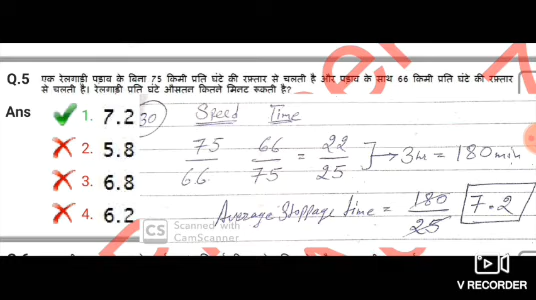 Q.5 एक रेलगाड़ी पड़ाव के बिना 75 किमी प्रति घंटे की रफ़्तार से चलती है और पड़ाव के साथ 66 किमी प्रति घंटे की रफ़्तार
से चलती है। रेलगाड़ी प्रति घंटे औसतन कितने मिनट रूकती है?
Ans 1. 7.2 30 Speed Time
2. 5.8 75/66 66/75 = 22/25 } → 3hr = 180 min
3. 6.8
4. 6.2 Average Stoppage time = 180/25 7.2
CS Scanned with
CamScanner
V RECORDER